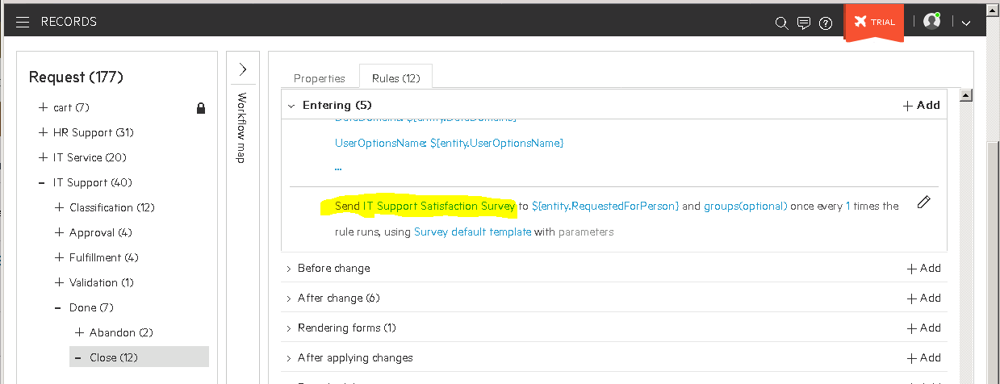 RECORDS
TRIAL
Request (177)
cart (7)
HR Support (31)
IT Service (20)
IT Support (40)
Classification (12)
Approval (4)
Fulfillment (4)
Validation (1)
Done (7)
Abandon (2)
Close (12)
Workflow map
Properties
Rules (12)
Entering (5)
+ Add
DataDomains: ${entity.DataDomains}
UserOptionsName: ${entity.UserOptionsName}
...
Send IT Support Satisfaction Survey to ${entity.RequestedForPerson} and groups(optional) once every 1 times the
rule runs, using Survey default template with parameters
Before change
+ Add
After change (6)
+ Add
Rendering forms (1)
+ Add
After applying changes
+ Add
+ Add